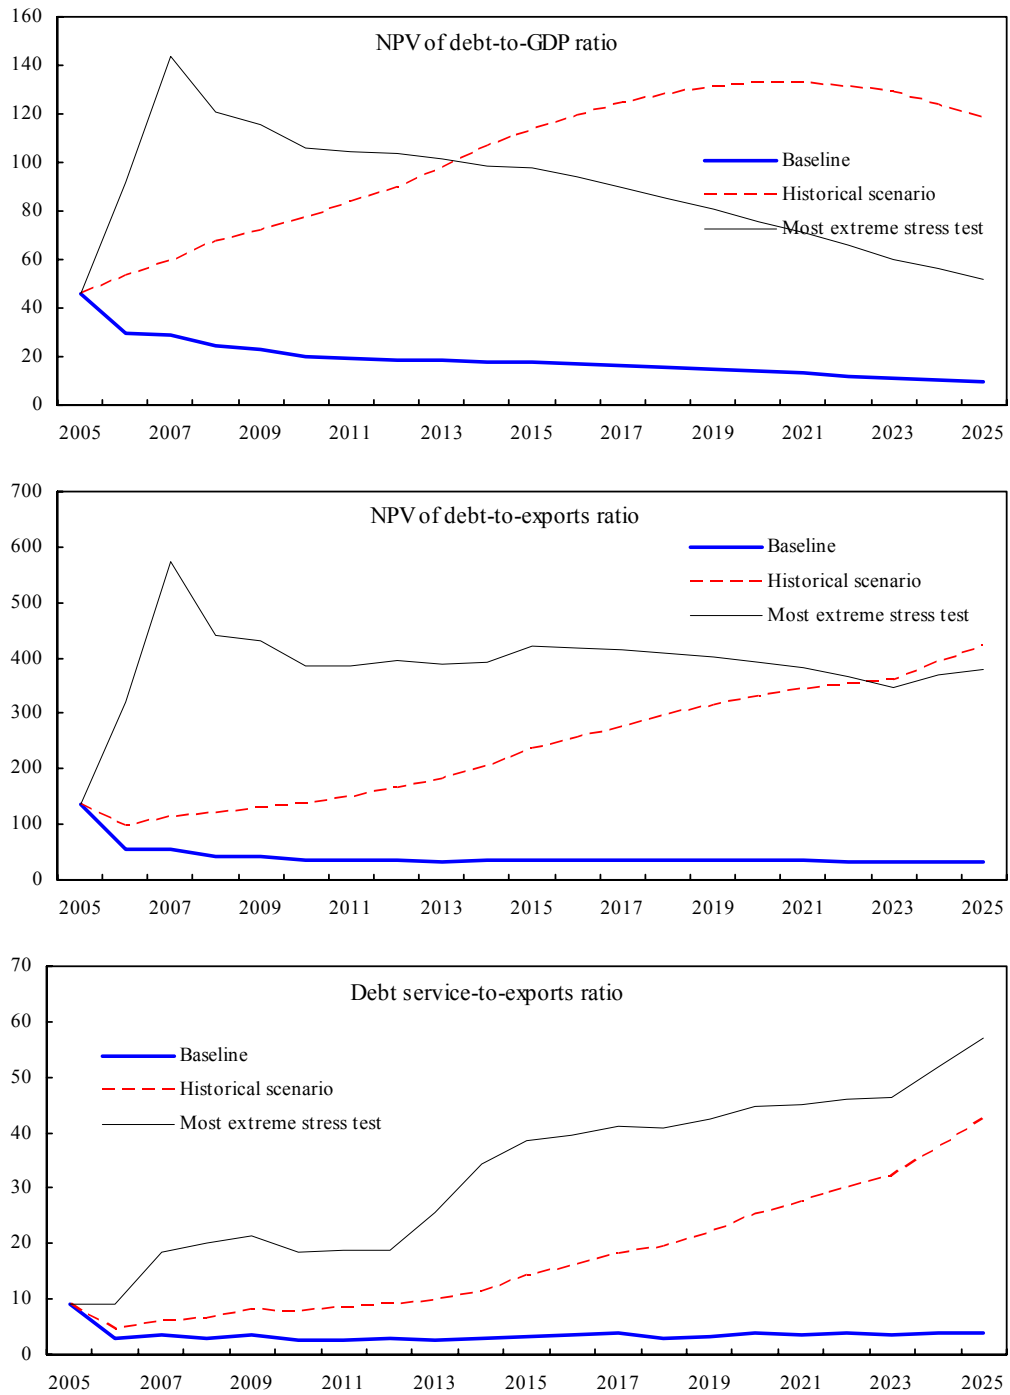 160
NPV of debt-to-GDP ratio
140
120
100
Baseline
Historical scenario
80
Most extreme stress test
60
40
20
0
2005 2007 2009 2011 2013 2015 2017 2019 2021 2023 2025
700
NPV of debt-to-exports ratio
600
Baseline
Historical scenario
500
Most extreme stress test
400
300
200
100
0
2005 2007 2009 2011 2013 2015 2017 2019 2021 2023 2025
70
Debt service-to-exports ratio
60
Baseline
50
Historical scenario
Most extreme stress test
40
30
20
10
0
2005 2007 2009 2011 2013 2015 2017 2019 2021 2023 2025